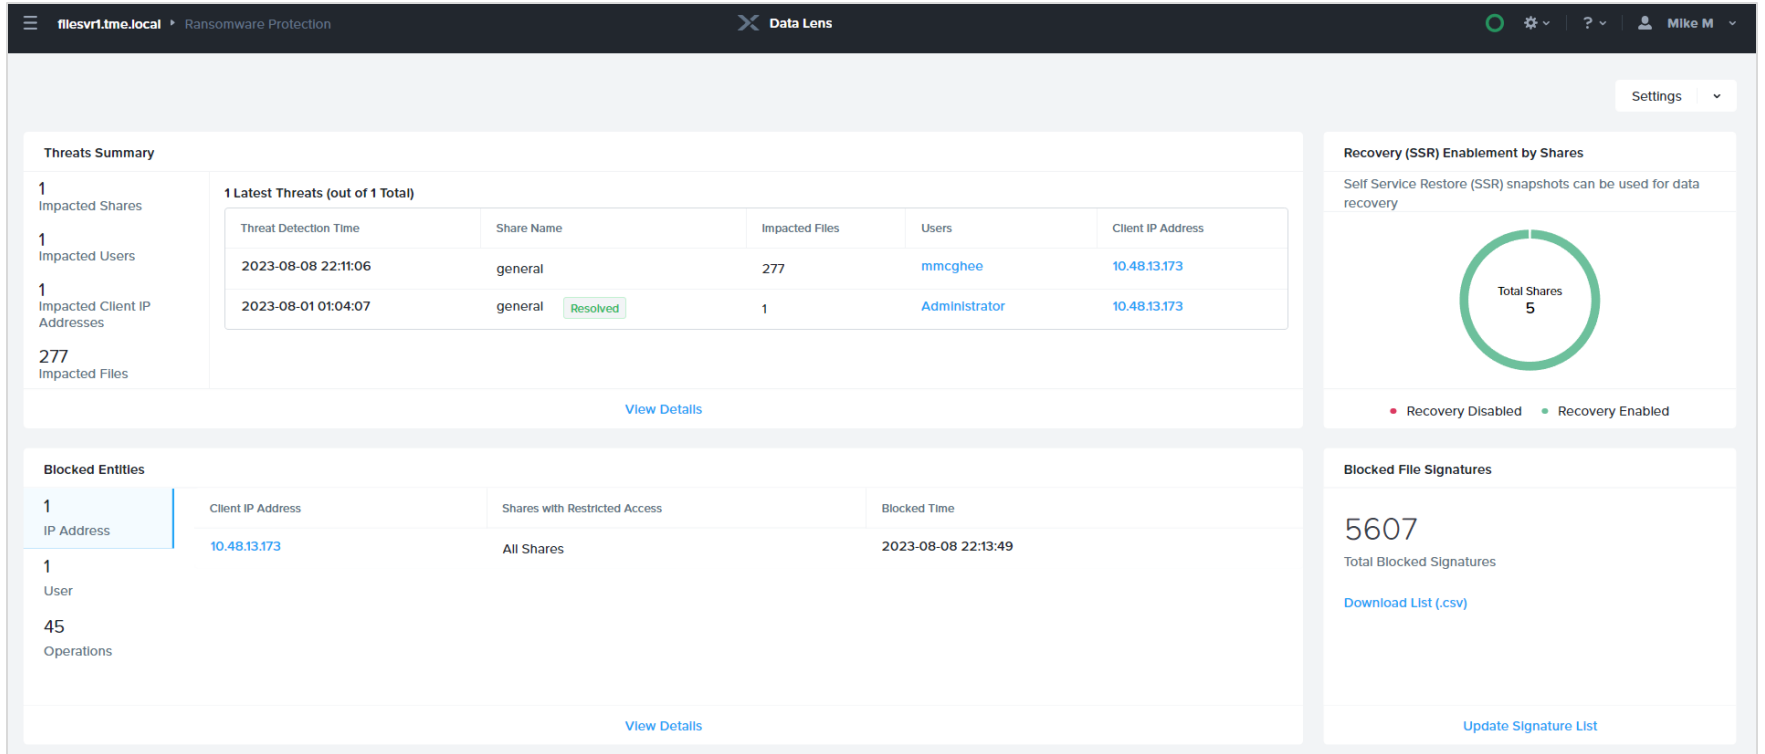 filesvr1.tme.local Ransomware Protection
Data Lens
? Mike M
Settings
Threats Summary
1
Impacted Shares
1
Impacted Users
1
Impacted Client IP
Addresses
277
Impacted Files
1 Latest Threats (out of 1 Total)
Threat Detection Time Share Name Impacted Files Users Client IP Address
2023-08-08 22:11:06 general 277 mmcghee 10.48.13.173
2023-08-01 01:04:07 general Resolved 1 Administrator 10.48.13.173
View Details
Recovery (SSR) Enablement by Shares
Self Service Restore (SSR) snapshots can be used for data
recovery
Total Shares
5
Recovery Disabled Recovery Enabled
Blocked Entities
1
IP Address
1
User
45
Operations
Client IP Address Shares with Restricted Access Blocked Time
10.48.13.173 All Shares 2023-08-08 22:13:49
View Details
Blocked File Signatures
5607
Total Blocked Signatures
Download List (.csv)
Update Signature List